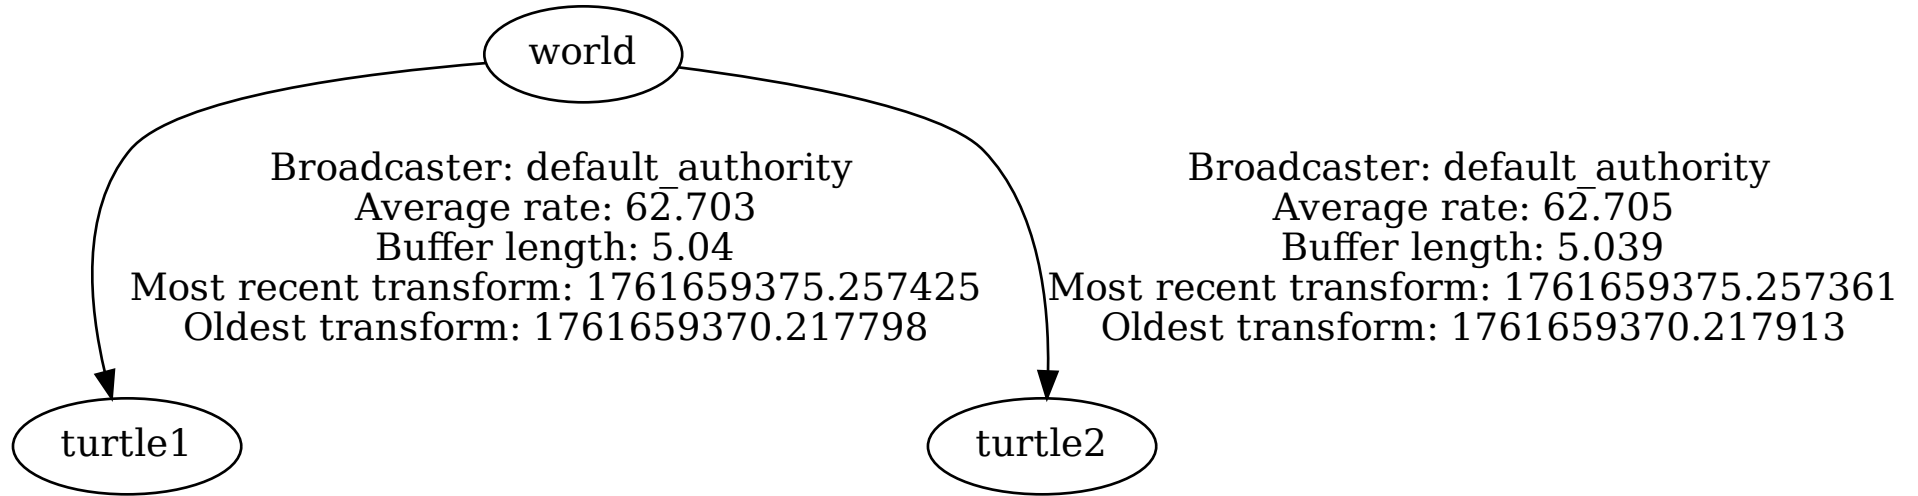 world
Broadcaster: default_authority
Average rate: 62.703
Buffer length: 5.04
Most recent transform: 1761659375.257425
Oldest transform: 1761659370.217798
Broadcaster: default_authority
Average rate: 62.705
Buffer length: 5.039
Most recent transform: 1761659375.257361
Oldest transform: 1761659370.217913
turtle1
turtle2